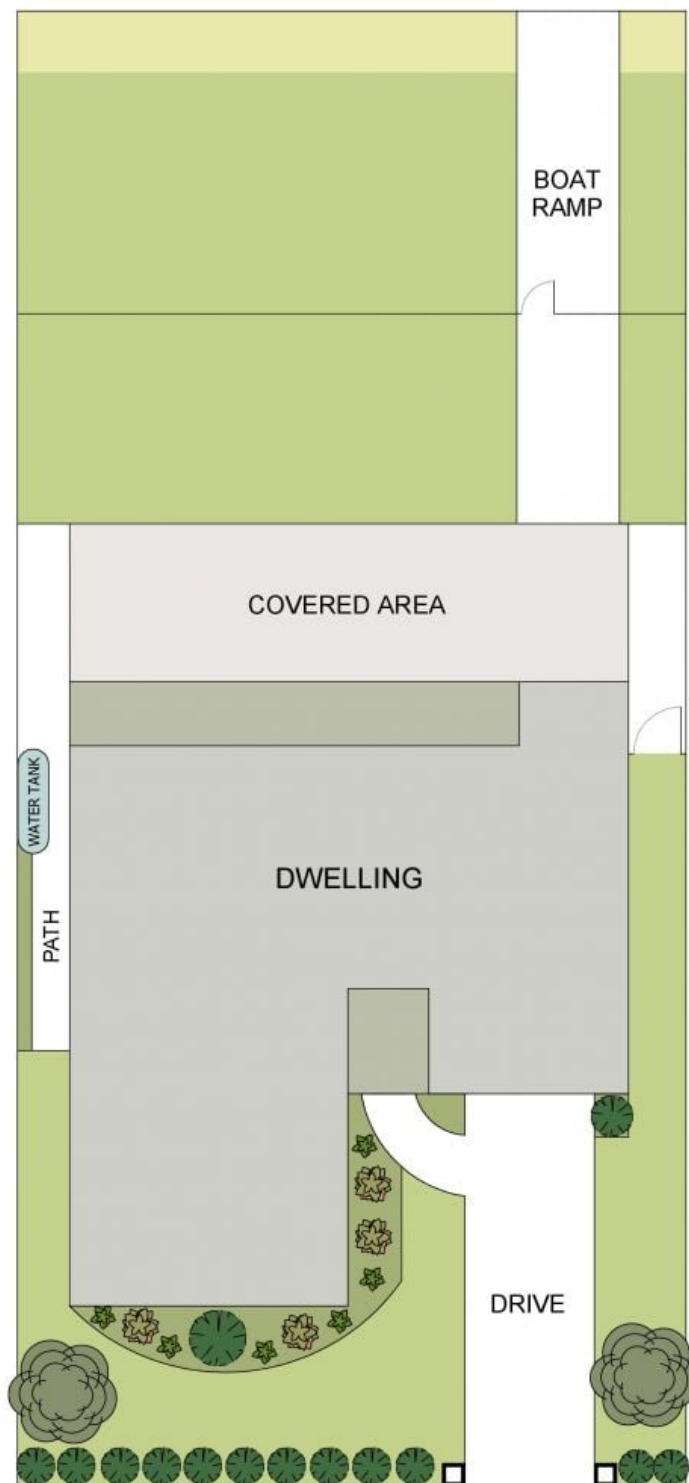 BOAT
RAMP
COVERED AREA
WATER TANK
DWELLING
PATH
DRIVE